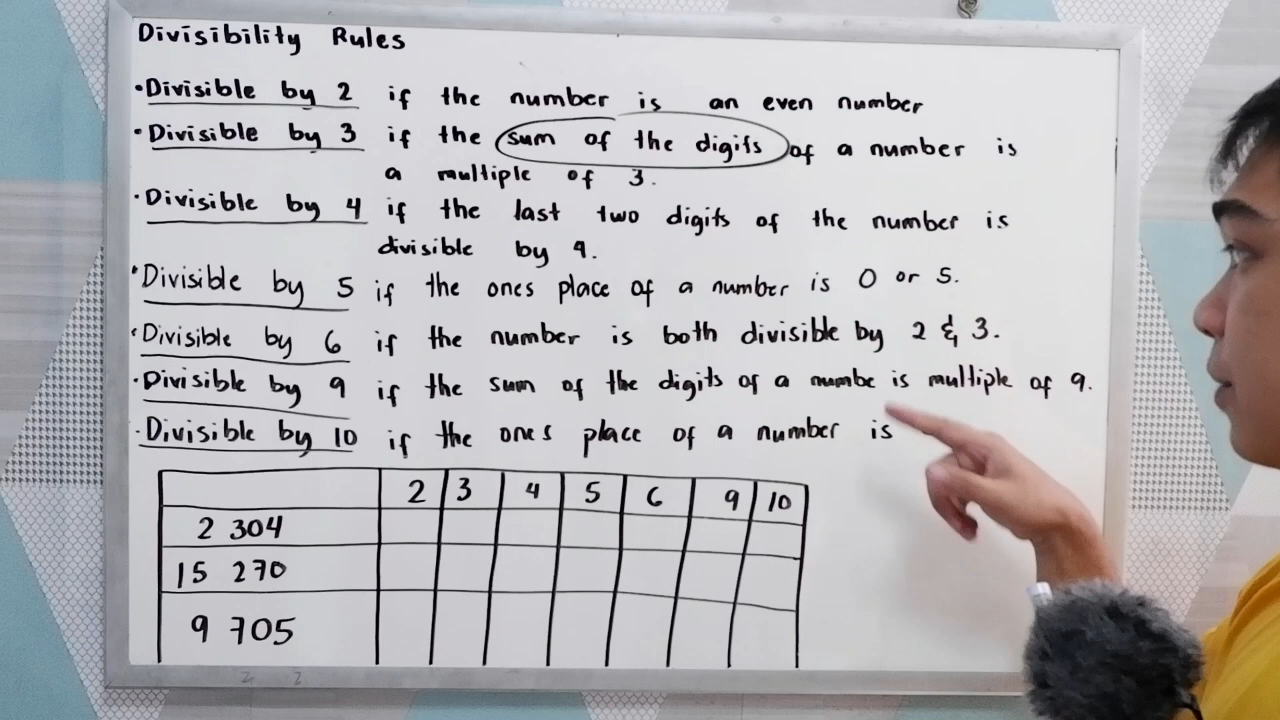 Divisibility Rules
· Divisible by 2 if the number is an even number
· Divisible by 3 if the sum of the digits of a number is
a multiple of 3.
· Divisible by 4 if the last two digits of the number is
divisible by 4.
· Divisible by 5 if the ones place of a number is 0 or 5.
· Divisible by 6 if the number is both divisible by 2 & 3.
· Divisible by 9 if the sum of the digits of a numbe is multiple of 9.
· Divisible by 10 if the ones place of a number is
2 3 4 5 6 9 10
2 304
15 270
9 705